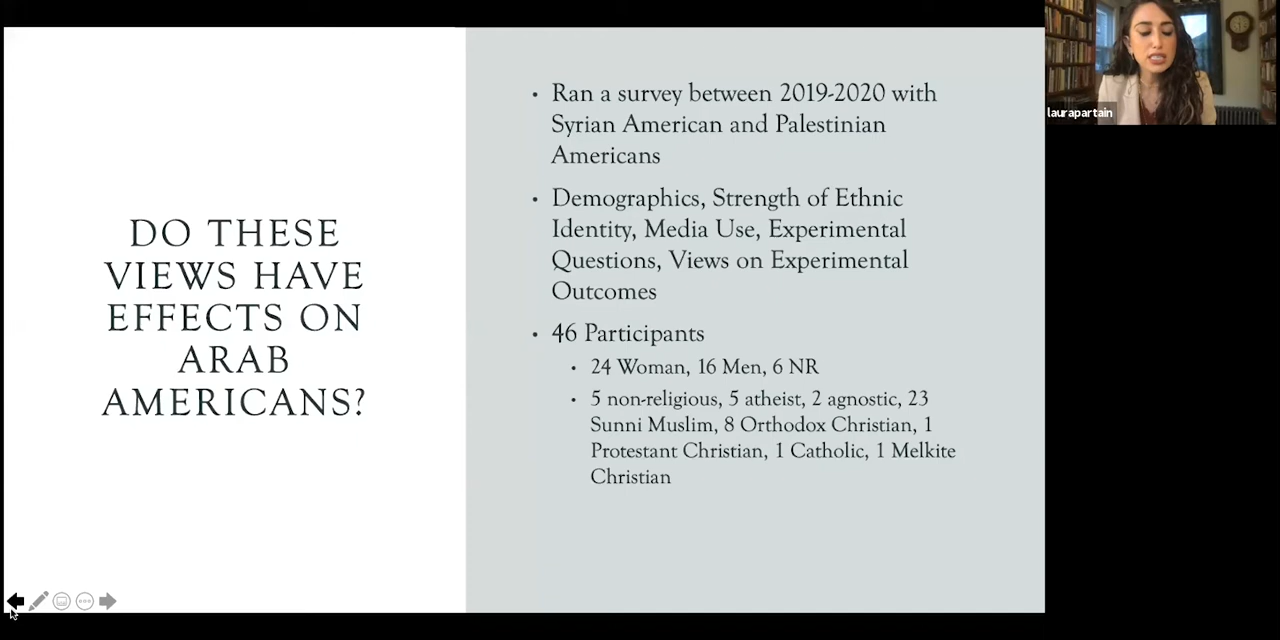 DO THESE
VIEWS HAVE
EFFECTS ON
ARAB
AMERICANS?
• Ran a survey between 2019-2020 with
Syrian American and Palestinian
Americans
• Demographics, Strength of Ethnic
Identity, Media Use, Experimental
Questions, Views on Experimental
Outcomes
• 46 Participants
• 24 Woman, 16 Men, 6 NR
• 5 non-religious, 5 atheist, 2 agnostic, 23
Sunni Muslim, 8 Orthodox Christian, 1
Protestant Christian, 1 Catholic, 1 Melkite
Christian
laurapartain